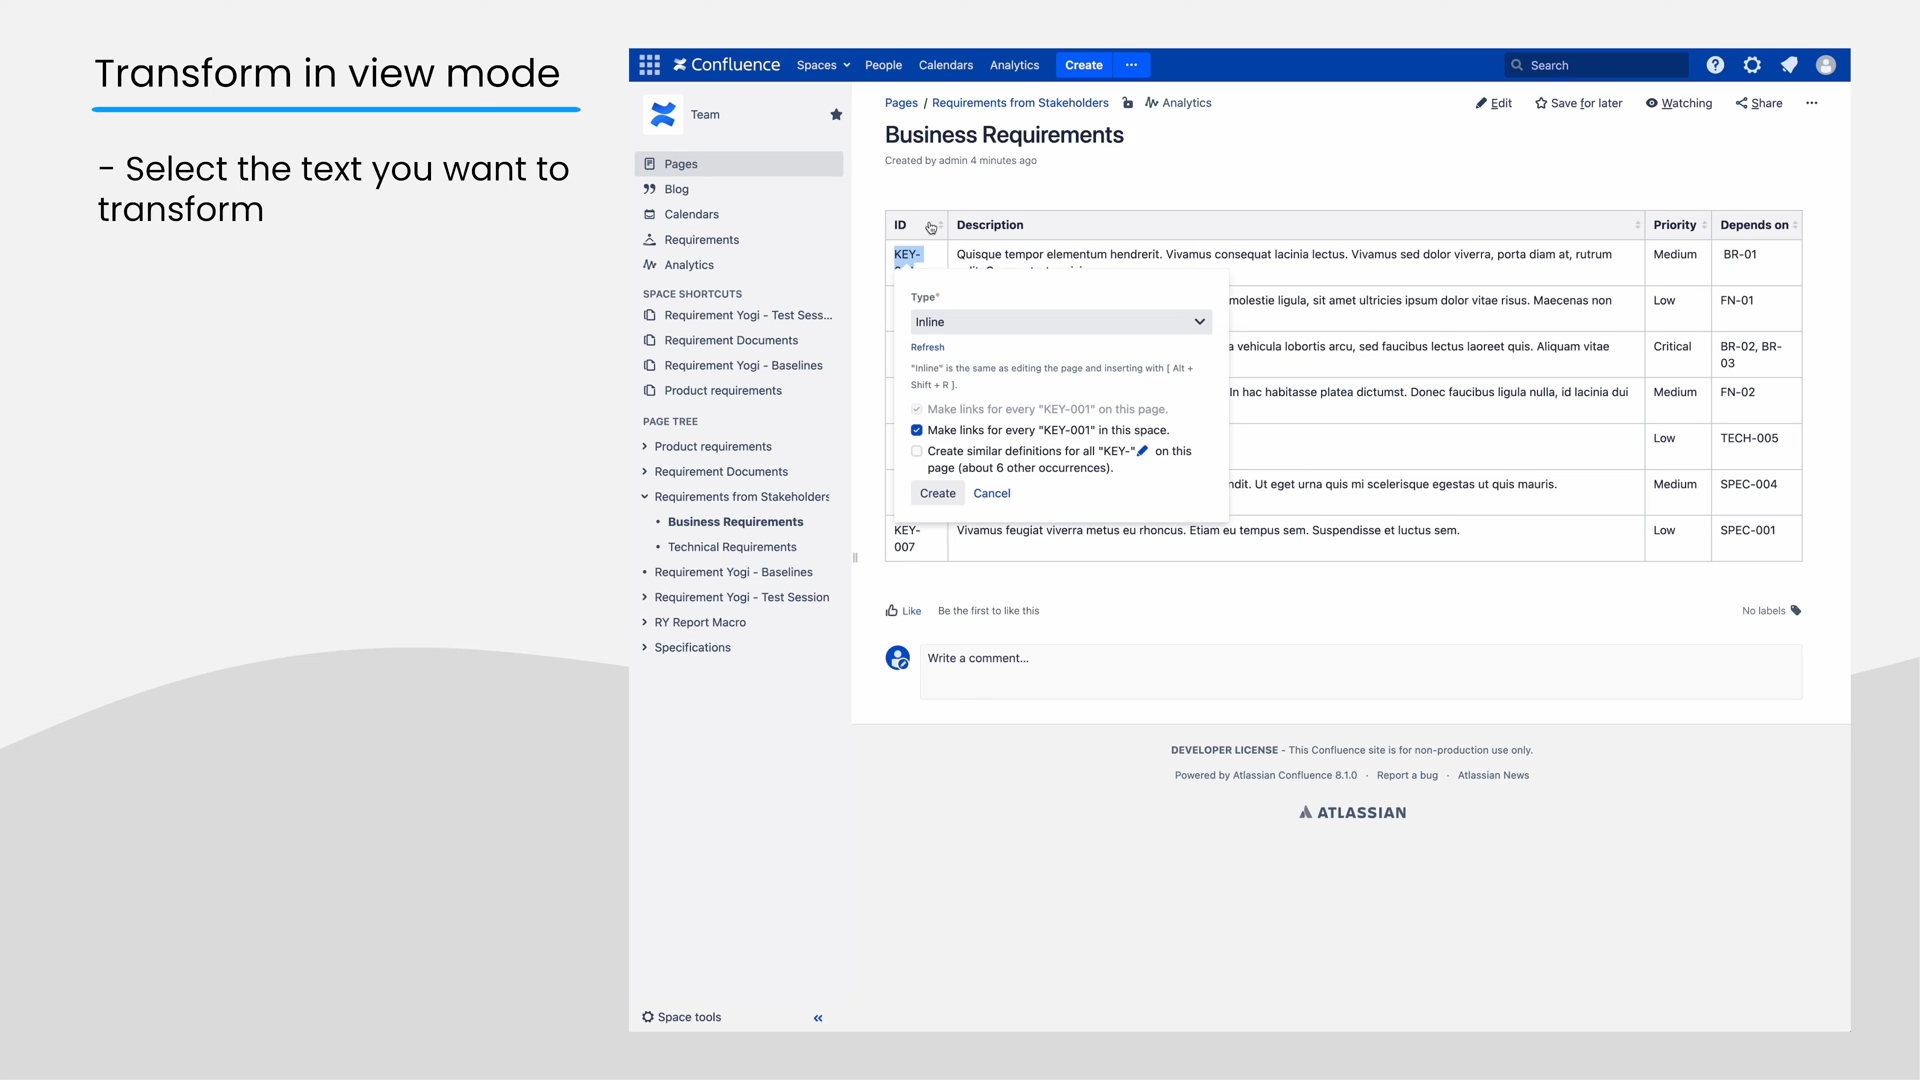 Transform in view mode
- Select the text you want to
transform
Confluence
Spaces
People
Calendars
Analytics
Create
Search
Team
Pages
Blog
Calendars
Requirements
Analytics
SPACE SHORTCUTS
Requirement Yogi - Test Sess...
Requirement Documents
Requirement Yogi - Baselines
Product requirements
PAGE TREE
Product requirements
Requirement Documents
Requirements from Stakeholders
• Business Requirements
• Technical Requirements
• Requirement Yogi - Baselines
Requirement Yogi - Test Session
RY Report Macro
Specifications
Space tools
Pages / Requirements from Stakeholders
Analytics
Edit
Save for later
Watching
Share
Business Requirements
Created by admin 4 minutes ago
ID Description Priority Depends on
KEY- Quisque tempor elementum hendrerit. Vivamus consequat lacinia lectus. Vivamus sed dolor viverra, porta diam at, rutrum Medium BR-01
molestie ligula, sit amet ultricies ipsum dolor vitae risus. Maecenas non Low FN-01
a vehicula lobortis arcu, sed faucibus lectus laoreet quis. Aliquam vitae Critical BR-02, BR-
03
In hac habitasse platea dictumst. Donec faucibus ligula nulla, id lacinia dui Medium FN-02
Low TECH-005
ndit. Ut eget urna quis mi scelerisque egestas ut quis mauris. Medium SPEC-004
KEY- Vivamus feugiat viverra metus eu rhoncus. Etiam eu tempus sem. Suspendisse et luctus sem. Low SPEC-001
007
Type*
Inline
Refresh
"Inline" is the same as editing the page and inserting with [ Alt +
Shift + R ].
Make links for every "KEY-001" on this page.
Make links for every "KEY-001" in this space.
Create similar definitions for all "KEY-" on this
page (about 6 other occurrences).
Create Cancel
Like Be the first to like this
No labels
Write a comment...
DEVELOPER LICENSE - This Confluence site is for non-production use only.
Powered by Atlassian Confluence 8.1.0 · Report a bug · Atlassian News
ATLASSIAN